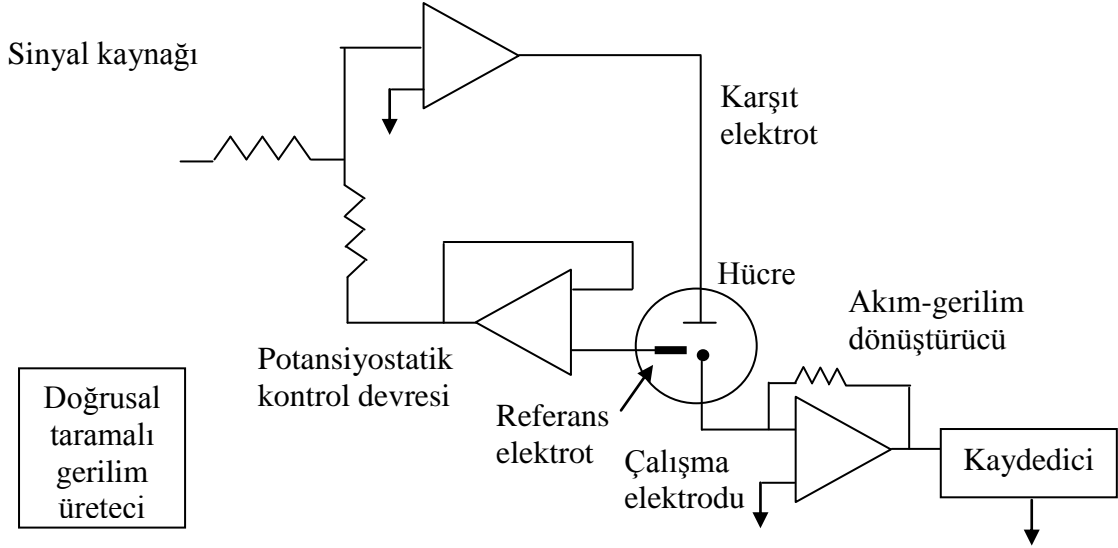 Sinyal kaynağı
Karşıt
elektrot
Hücre
Akım-gerilim
dönüştürücü
Potansiyostatik
kontrol devresi
Doğrusal
taramalı
gerilim
üreteci
Referans
elektrot
Çalışma
elektrodu
Kaydedici